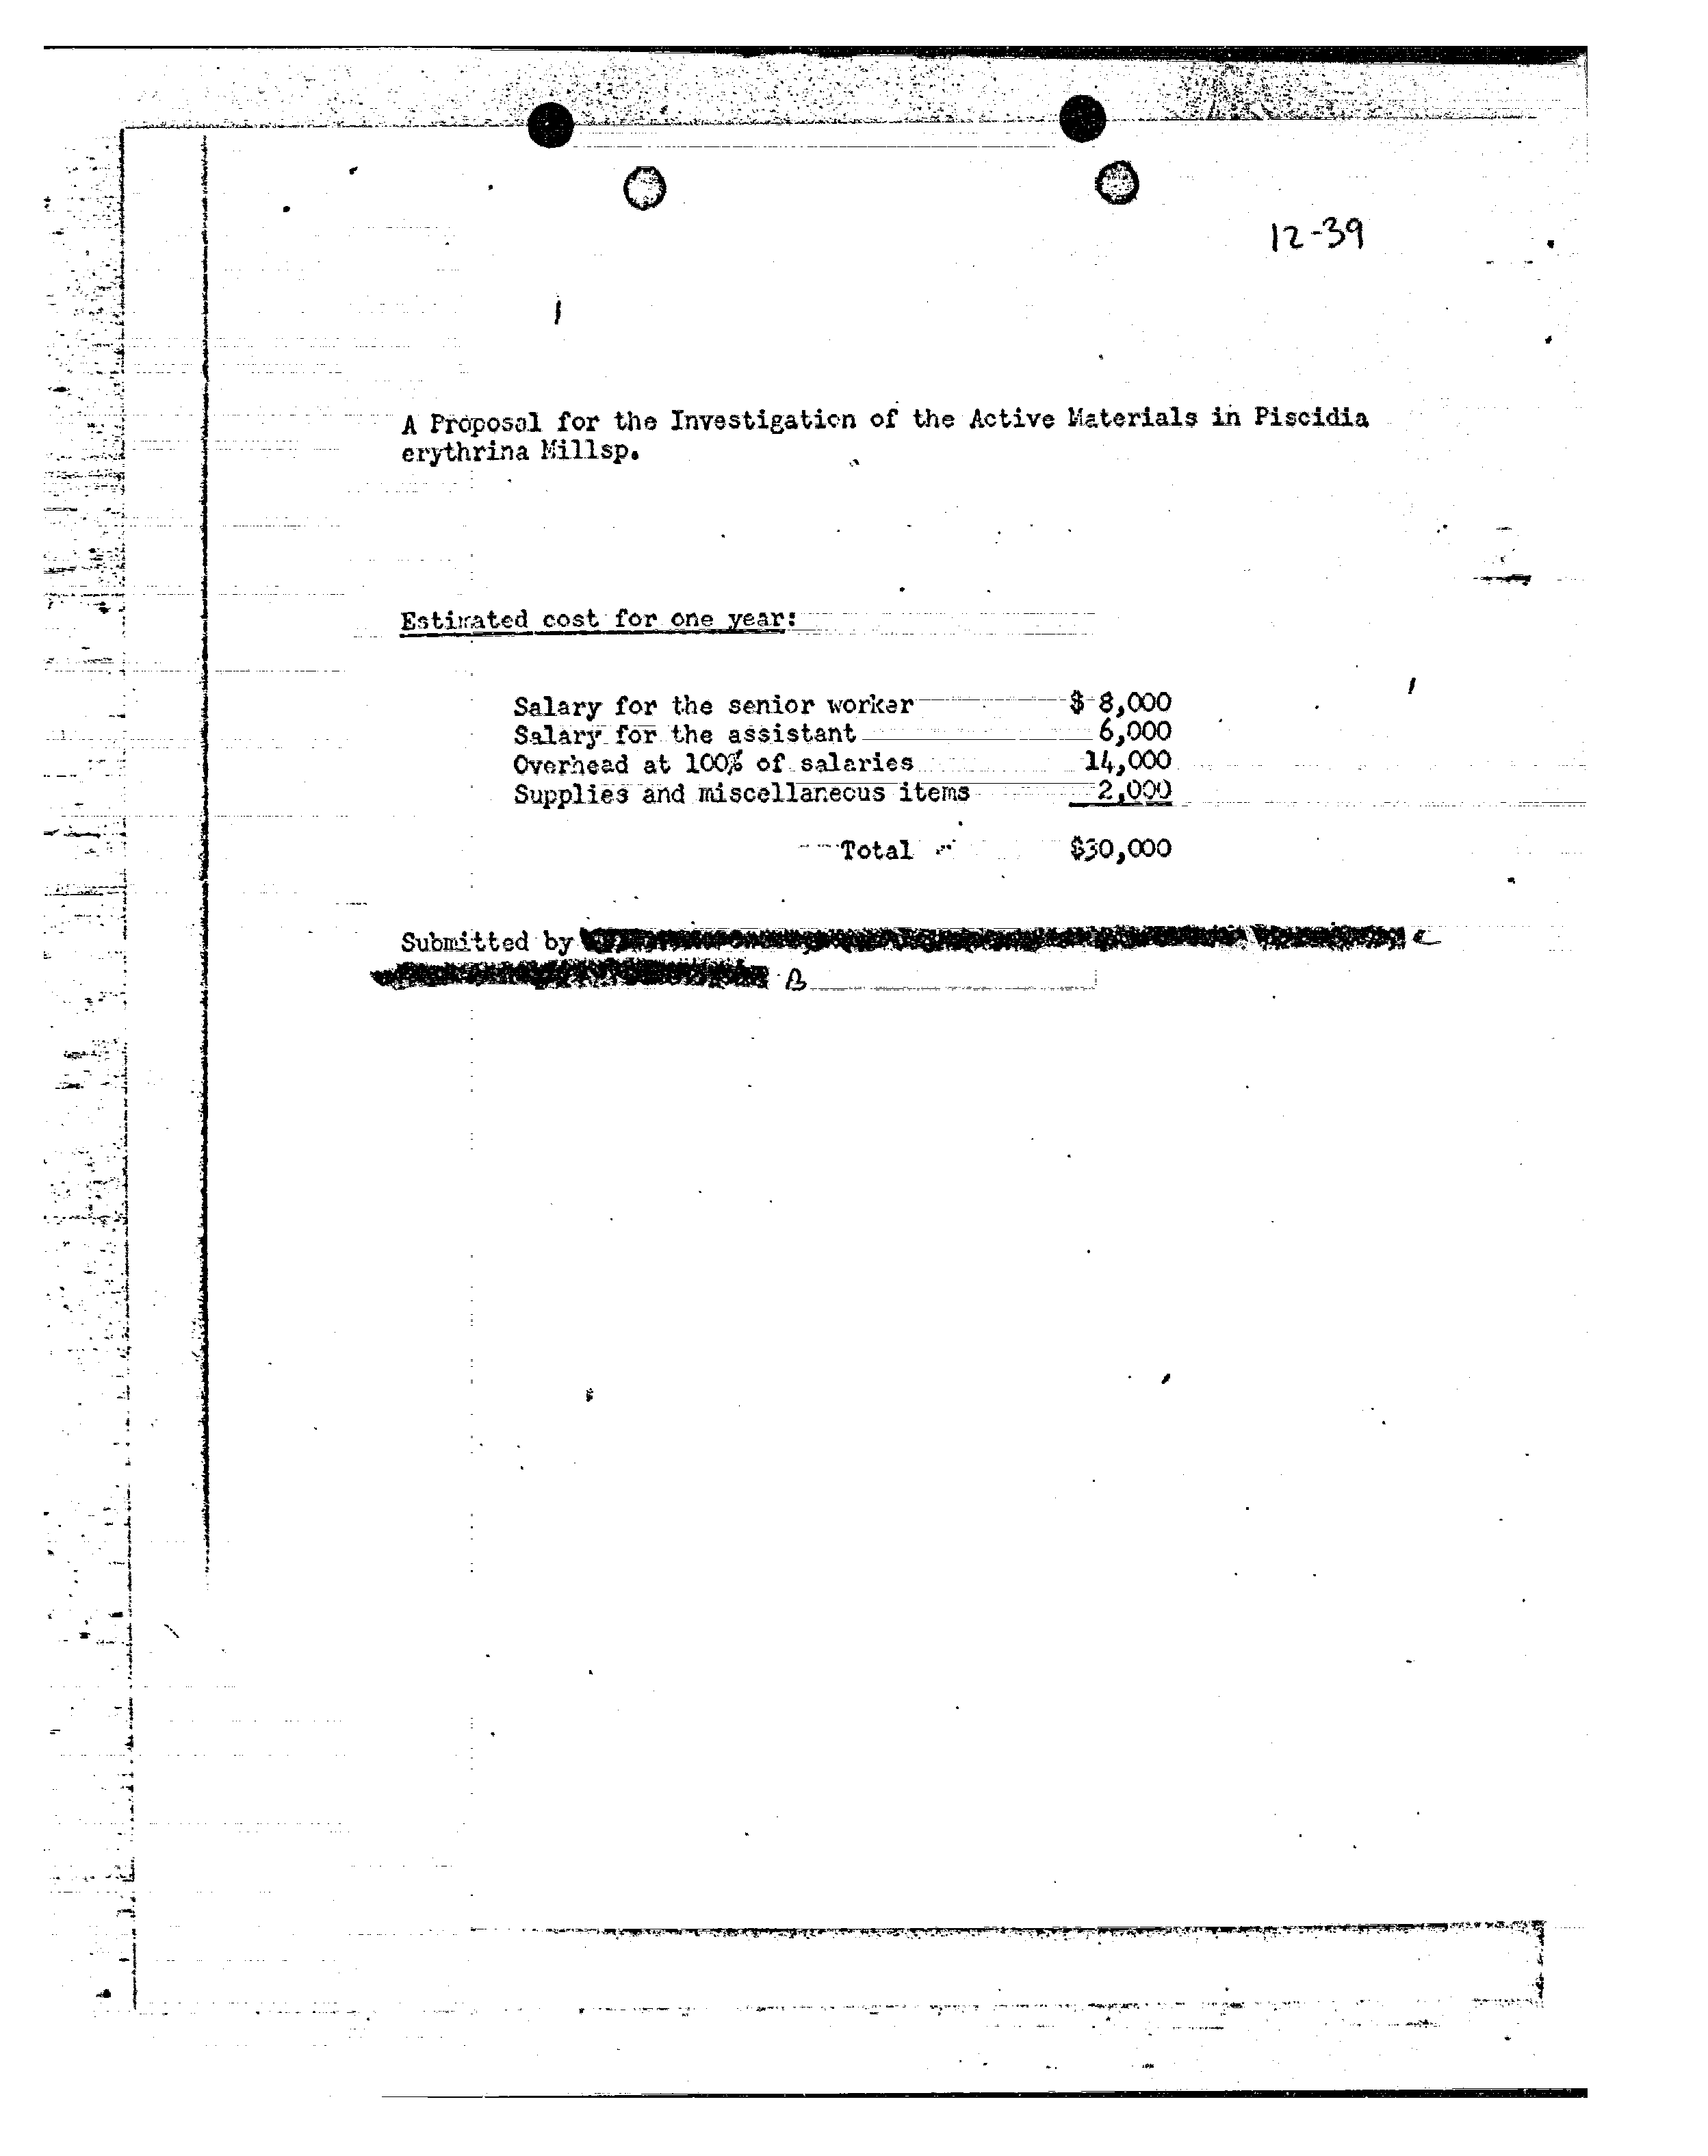 12-39
A Proposal for the Investigation of the Active Materials in Piscidia
erythrina Millsp.
Estimated cost for one year:
Salary for the senior worker $ 8,000
Salary for the assistant 6,000
Overhead at 100% of salaries 14,000
Supplies and miscellaneous items 2,000
Total $30,000
Submitted by C
B